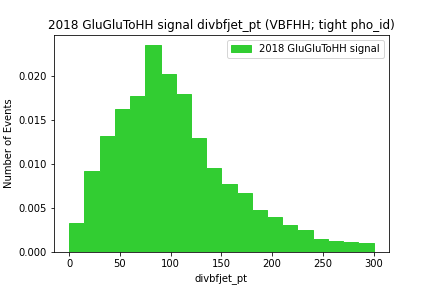 2018 GluGluToHH signal divbfjet_pt (VBFHH; tight pho_id)
2018 GluGluToHH signal
Number of Events
0.020
0.015
0.010
0.005
0.000
0 50 100 150 200 250 300
divbfjet_pt